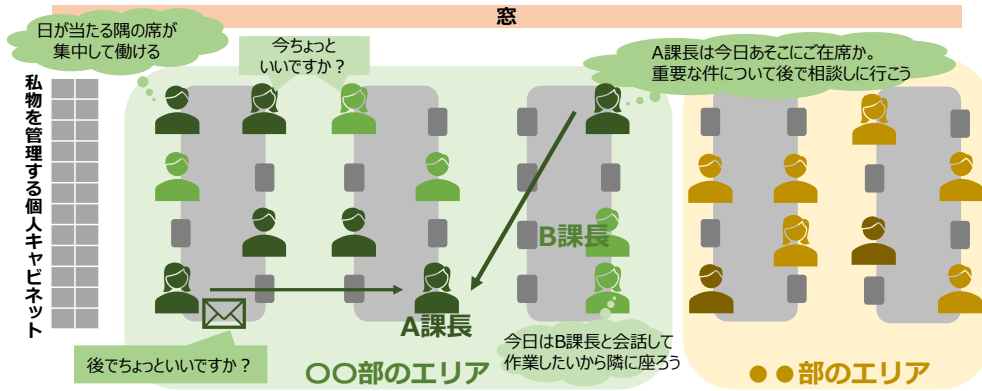 窓
日が当たる隅の席が
集中して働ける
今ちょっと
いいですか？
A課長は今日あそこにご在席か。
重要な件について後で相談しに行こう
私物を管理する個人キャビネット
B課長
A課長
後でちょっといいですか？
今日はB課長と会話して
作業したいから隣に座ろう
〇〇部のエリア
●●部のエリア